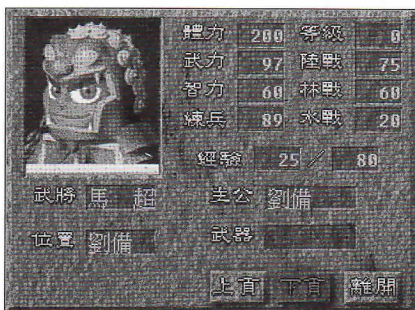 體力 200 等級 0
武力 97 陸戰 75
智力 60 林戰 60
練兵 89 水戰 20
經驗 25 / 80
武將 馬 超 主公 劉備
位置 劉備 武器
上頁 下頁 離開